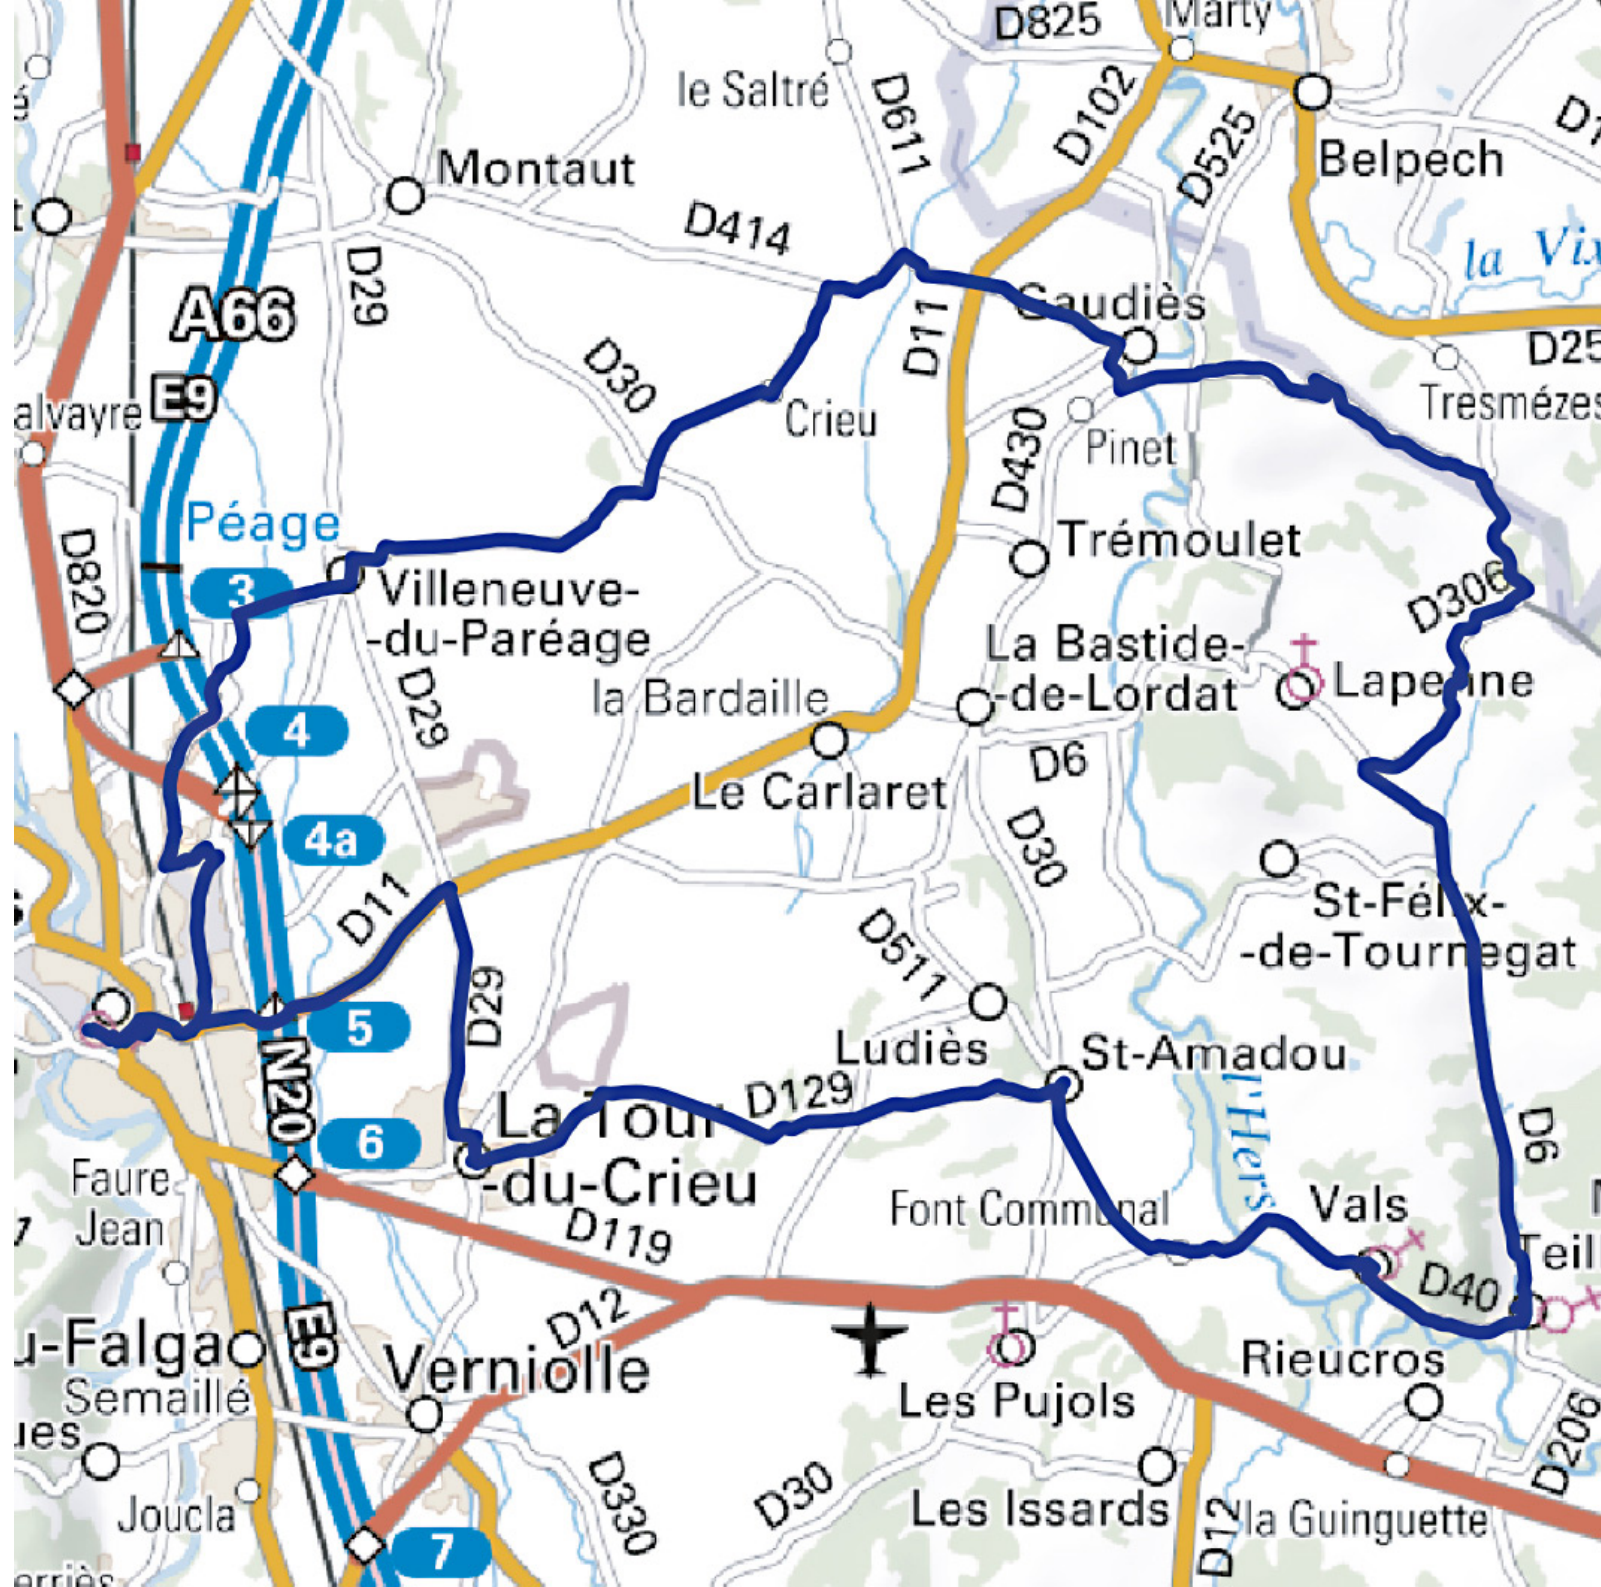 D825
Marty
le Saltré
D611
D102
D525
Belpech
Montaut
D414
la Vix
D29
A66
Gaudiès
D11
D25
E9
alvayre
D30
Crieu
Tresmézes
D430
Pinet
Péage
D820
Trémoulet
3
Villeneuve-
-du-Paréage
D306
La Bastide-
-de-Lordat
Lapenne
D29
la Bardaille
4
D6
Le Carlaret
4a
D30
D11
St-Félix-
-de-Tournegat
D511
D29
5
Ludiès
St-Amadou
N20
D129
l'Hers
La Tour
-du-Crieu
6
D6
Faure
Jean
Font Communal
Vals
D119
Teil
D40
D12
E9
u-Falga
Verniolle
Rieucros
Semaillé
Les Pujols
ues
D206
D330
D30
Joucla
Les Issards
D12
la Guinguette
7
erriès